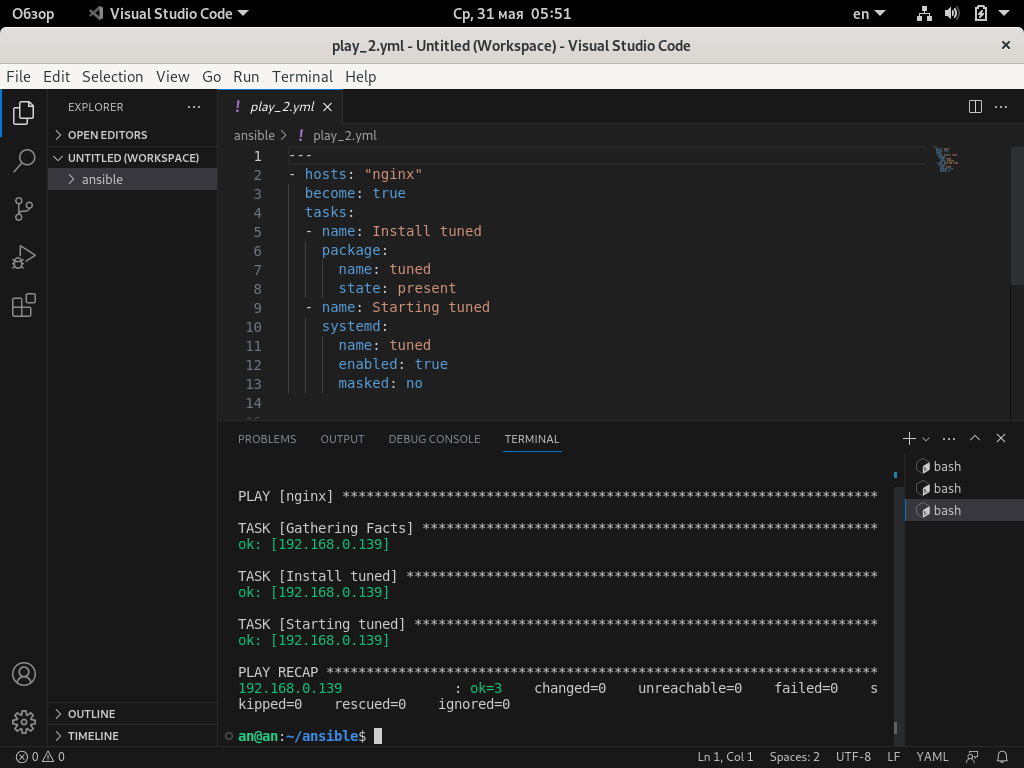 Обзор Visual Studio Code Ср, 31 мая 05:51 en
play_2.yml - Untitled (Workspace) - Visual Studio Code ×
File Edit Selection View Go Run Terminal Help
EXPLORER ···
OPEN EDITORS
UNTITLED (WORKSPACE)
ansible
OUTLINE
TIMELINE
! play_2.yml ×
ansible > ! play_2.yml
1 ---
2 - hosts: "nginx"
3   become: true
4   tasks:
5   - name: Install tuned
6     package:
7       name: tuned
8       state: present
9   - name: Starting tuned
10     systemd:
11       name: tuned
12       enabled: true
13       masked: no
14
15
PROBLEMS OUTPUT DEBUG CONSOLE TERMINAL
bash
bash
bash
PLAY [nginx] *******************************************************************
TASK [Gathering Facts] *********************************************************
ok: [192.168.0.139]
TASK [Install tuned] ***********************************************************
ok: [192.168.0.139]
TASK [Starting tuned] **********************************************************
ok: [192.168.0.139]
PLAY RECAP *********************************************************************
192.168.0.139              : ok=3    changed=0    unreachable=0    failed=0    s
kipped=0    rescued=0    ignored=0
an@an:~/ansible$
0 0 Ln 1, Col 1 Spaces: 2 UTF-8 LF YAML